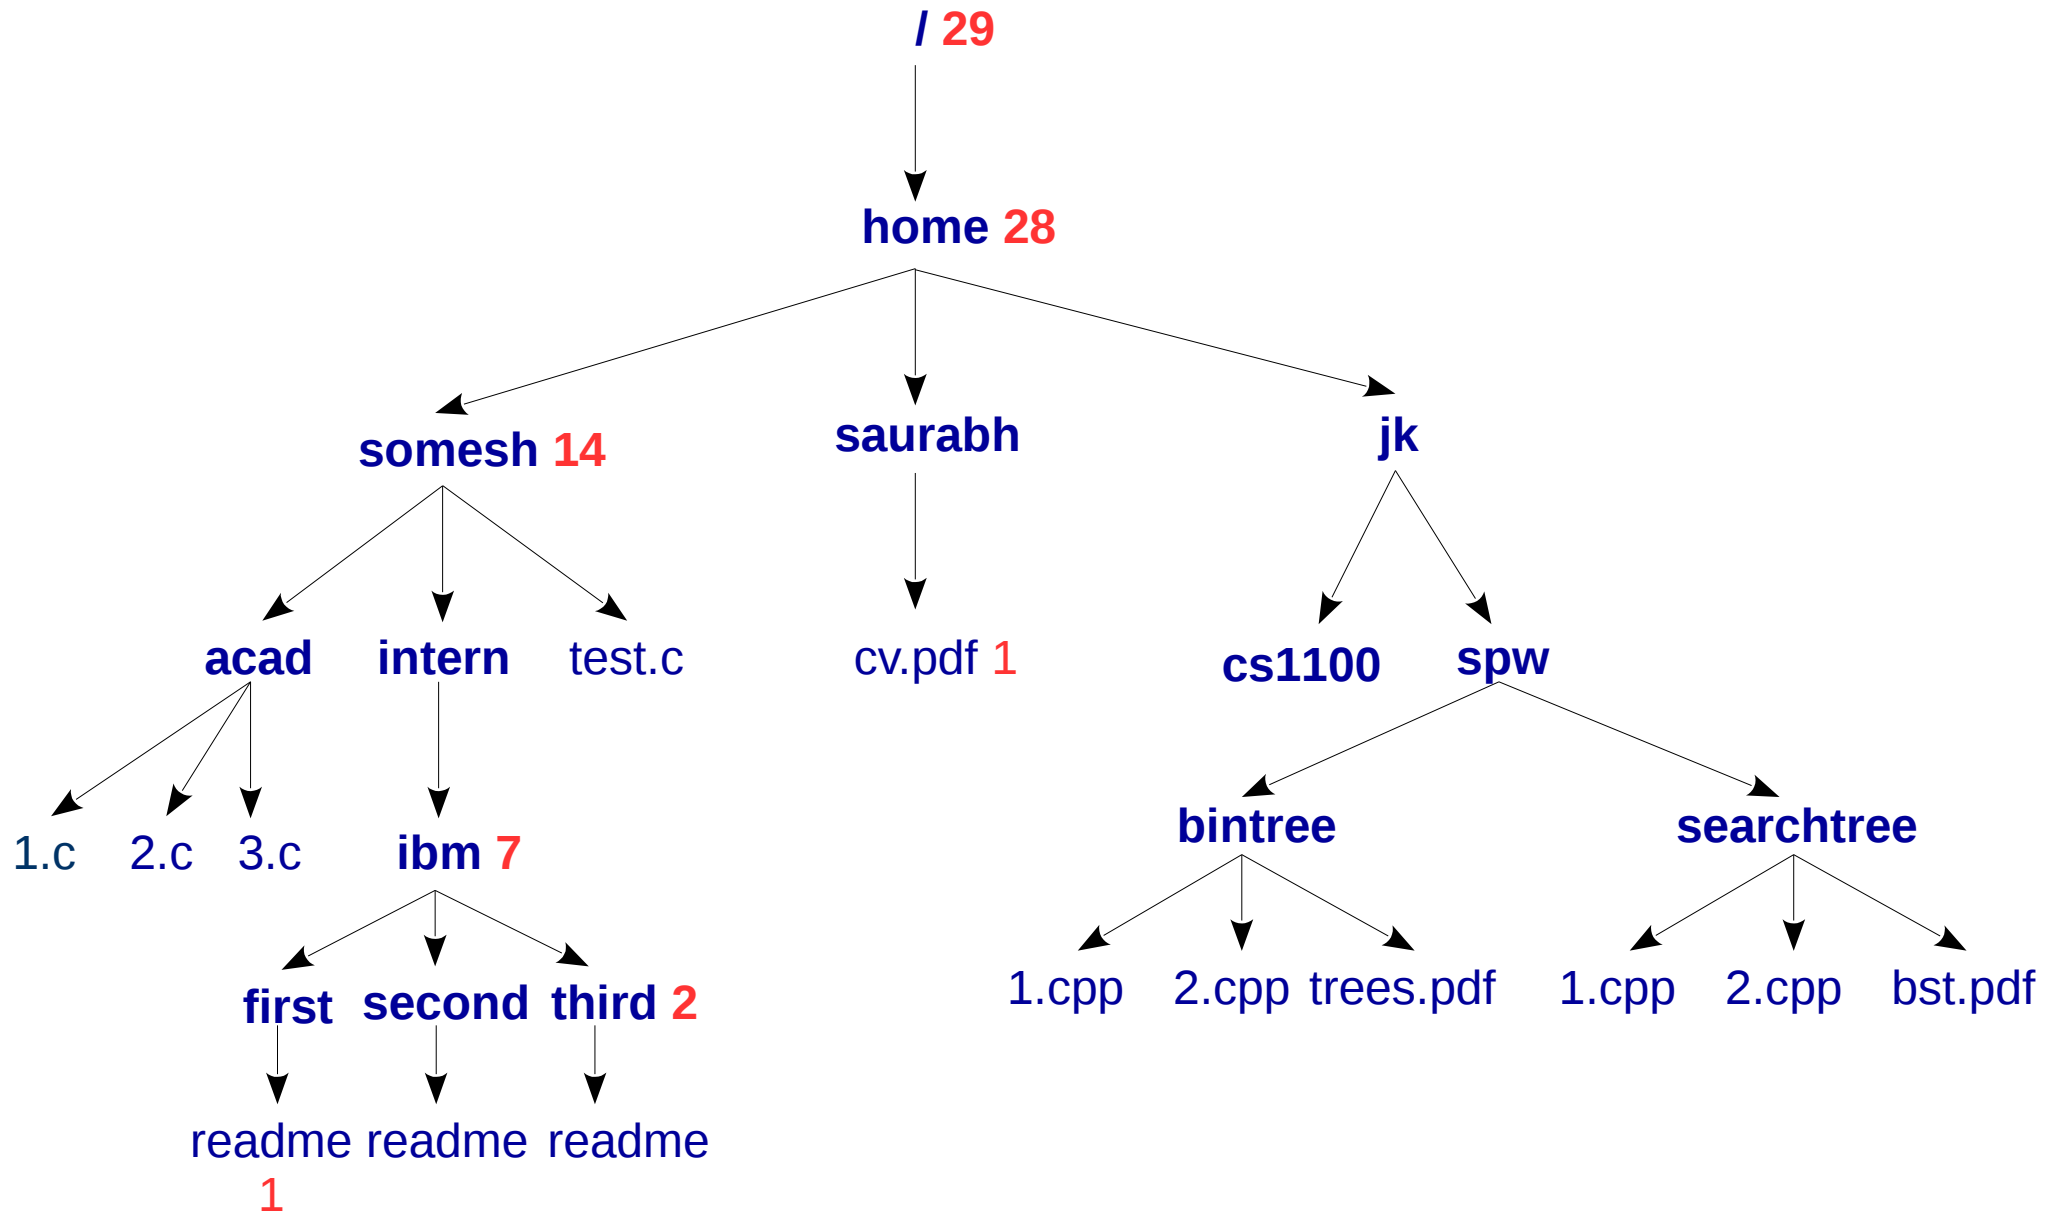 / 29
home 28
somesh 14 saurabh jk
acad intern test.c cv.pdf 1 cs1100 spw
bintree searchtree
1.c 2.c 3.c ibm 7
1.cpp 2.cpp trees.pdf 1.cpp 2.cpp bst.pdf
first second third 2
readme readme readme
1